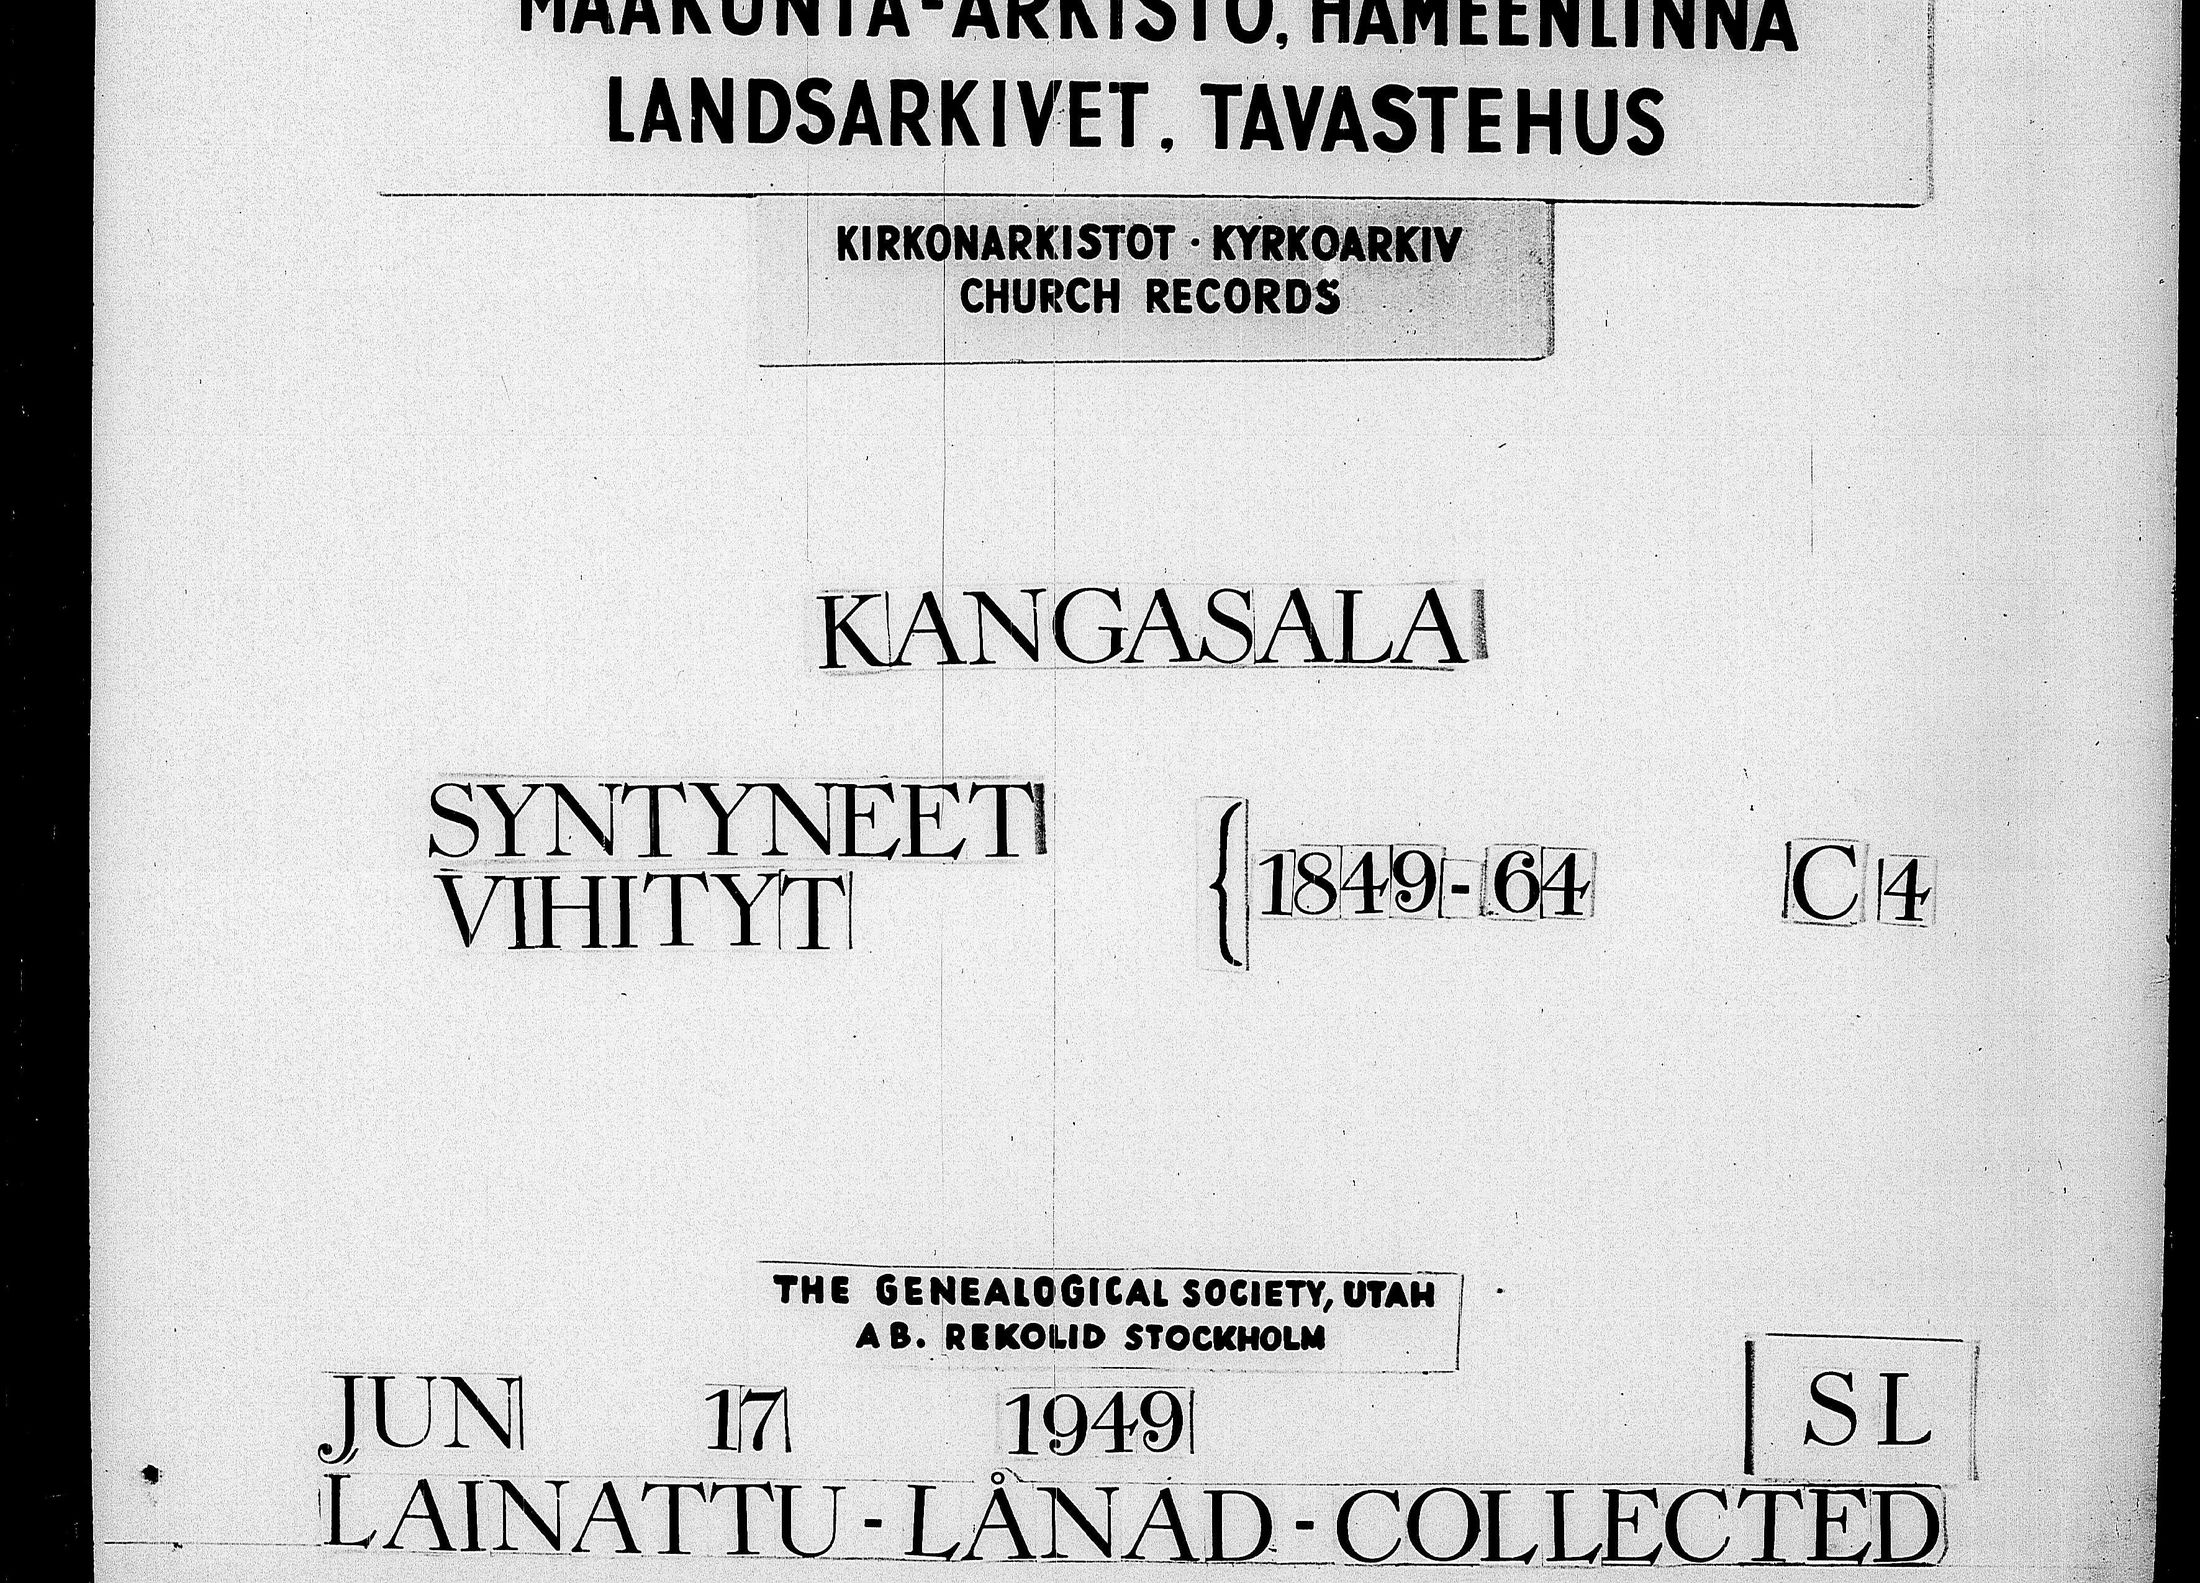 MAAKUNTA-ARKISTO, HÄMEENLINNA
LANDSARKIVET, TAVASTEHUS
KIRKONARKISTOT · KYRKOARKIV
CHURCH RECORDS
KANGASALA
SYNTYNEET
VIHITYT
{ 1849-64 C 4
THE GENEALOGICAL SOCIETY, UTAH
AB. REKOLID STOCKHOLM
JUN 17 1949
SL
LAINATTU-LÅNAD-COLLECTED